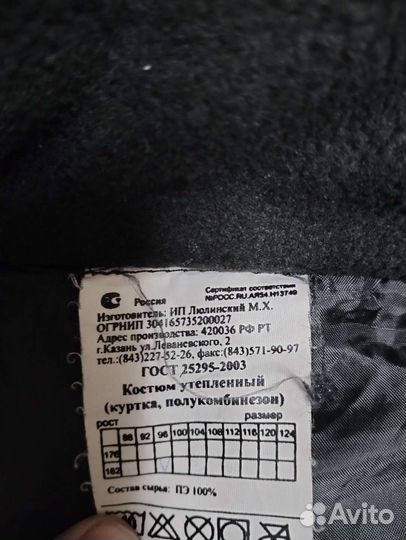 Россия
Сертификат соответствия
№РОСС.RU.АЯ54.Н13749
Изготовитель: ИП Люлинский М.Х.
ОГРНИП 304165735200027
Адрес производства: 420036 РФ РТ
г.Казань ул.Леваневского, 2
тел.:(843)227-52-26, факс:(843)571-90-97
ГОСТ 25295-2003
Костюм утепленный
(куртка, полукомбинезон)
рост размер
88 92 96 100 104 108 112 116 120 124
176
182
Состав сырья: ПЭ 100%
Avito